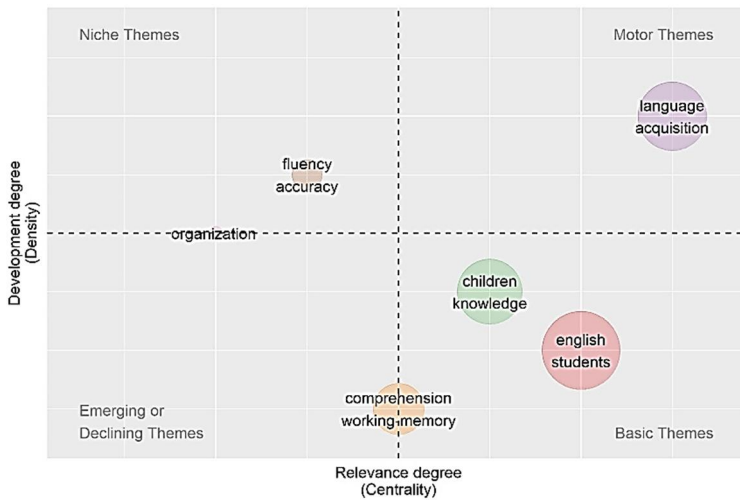 Niche Themes
Motor Themes
language
acquisition
fluency
accuracy
organization
children
knowledge
english
students
comprehension
working-memory
Emerging or
Declining Themes
Basic Themes
Development degree
(Density)
Relevance degree
(Centrality)